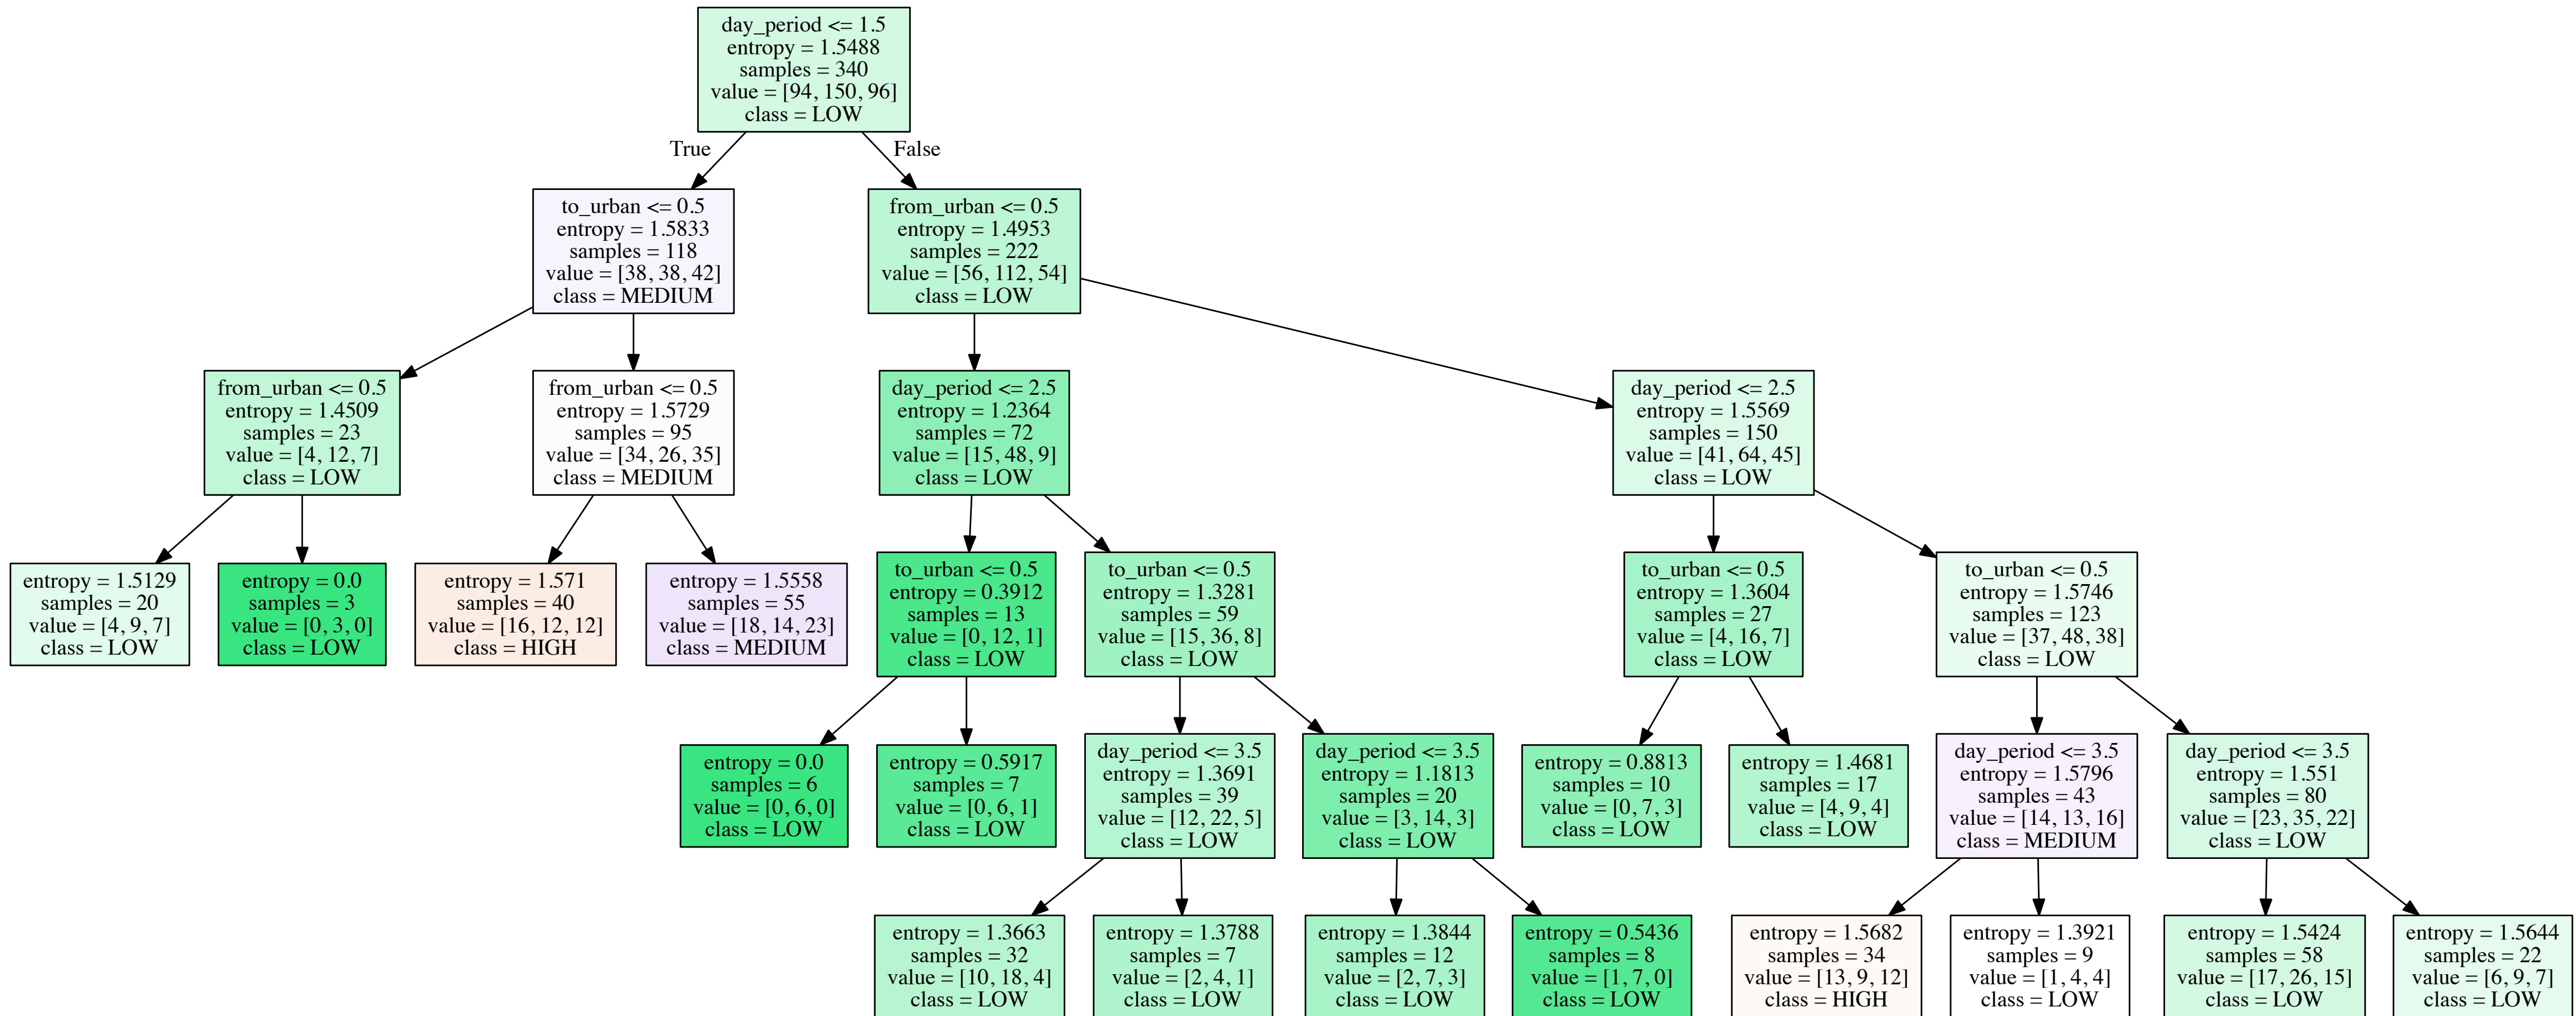 day_period <= 1.5
entropy = 1.5488
samples = 340
value = [94, 150, 96]
class = LOW
True
False
to_urban <= 0.5
entropy = 1.5833
samples = 118
value = [38, 38, 42]
class = MEDIUM
from_urban <= 0.5
entropy = 1.4953
samples = 222
value = [56, 112, 54]
class = LOW
from_urban <= 0.5
entropy = 1.4509
samples = 23
value = [4, 12, 7]
class = LOW
from_urban <= 0.5
entropy = 1.5729
samples = 95
value = [34, 26, 35]
class = MEDIUM
day_period <= 2.5
entropy = 1.2364
samples = 72
value = [15, 48, 9]
class = LOW
day_period <= 2.5
entropy = 1.5569
samples = 150
value = [41, 64, 45]
class = LOW
entropy = 1.5129
samples = 20
value = [4, 9, 7]
class = LOW
entropy = 0.0
samples = 3
value = [0, 3, 0]
class = LOW
entropy = 1.571
samples = 40
value = [16, 12, 12]
class = HIGH
entropy = 1.5558
samples = 55
value = [18, 14, 23]
class = MEDIUM
to_urban <= 0.5
entropy = 0.3912
samples = 13
value = [0, 12, 1]
class = LOW
to_urban <= 0.5
entropy = 1.3281
samples = 59
value = [15, 36, 8]
class = LOW
to_urban <= 0.5
entropy = 1.3604
samples = 27
value = [4, 16, 7]
class = LOW
to_urban <= 0.5
entropy = 1.5746
samples = 123
value = [37, 48, 38]
class = LOW
entropy = 0.0
samples = 6
value = [0, 6, 0]
class = LOW
entropy = 0.5917
samples = 7
value = [0, 6, 1]
class = LOW
day_period <= 3.5
entropy = 1.3691
samples = 39
value = [12, 22, 5]
class = LOW
day_period <= 3.5
entropy = 1.1813
samples = 20
value = [3, 14, 3]
class = LOW
entropy = 0.8813
samples = 10
value = [0, 7, 3]
class = LOW
entropy = 1.4681
samples = 17
value = [4, 9, 4]
class = LOW
day_period <= 3.5
entropy = 1.5796
samples = 43
value = [14, 13, 16]
class = MEDIUM
day_period <= 3.5
entropy = 1.551
samples = 80
value = [23, 35, 22]
class = LOW
entropy = 1.3663
samples = 32
value = [10, 18, 4]
class = LOW
entropy = 1.3788
samples = 7
value = [2, 4, 1]
class = LOW
entropy = 1.3844
samples = 12
value = [2, 7, 3]
class = LOW
entropy = 0.5436
samples = 8
value = [1, 7, 0]
class = LOW
entropy = 1.5682
samples = 34
value = [13, 9, 12]
class = HIGH
entropy = 1.3921
samples = 9
value = [1, 4, 4]
class = LOW
entropy = 1.5424
samples = 58
value = [17, 26, 15]
class = LOW
entropy = 1.5644
samples = 22
value = [6, 9, 7]
class = LOW